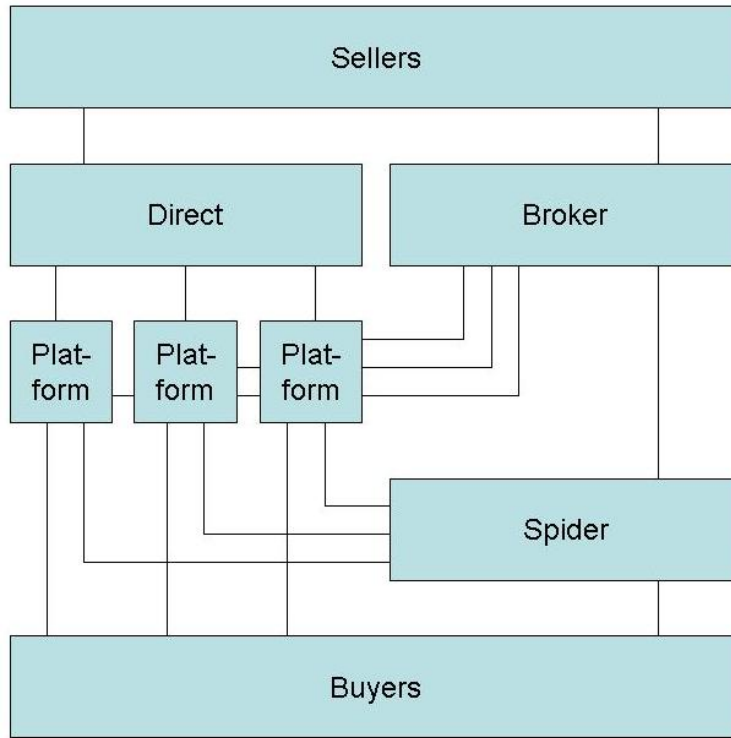 Sellers
Direct
Broker
Plat-
form
Plat-
form
Plat-
form
Spider
Buyers